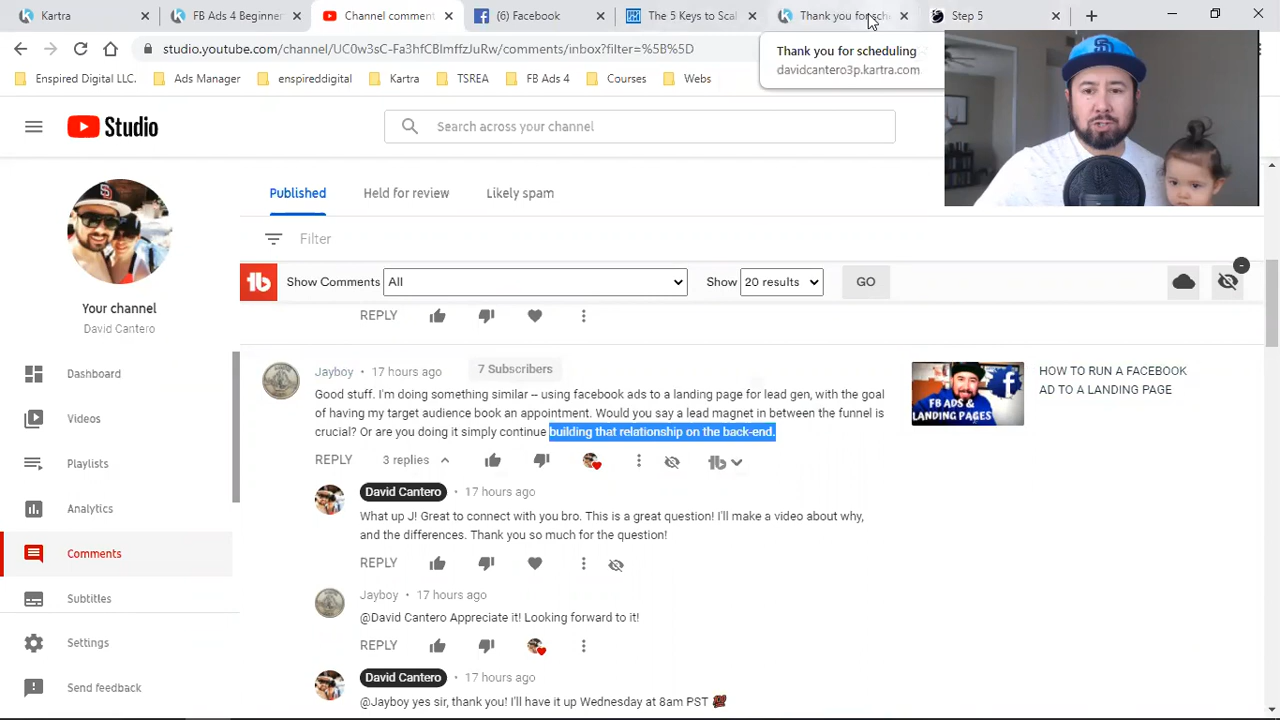 Kartra
FB Ads 4 Beginner
Channel comment
(6) Facebook
The 5 Keys to Scal
Thank you for sche
Step 5
Thank you for scheduling
davidcantero3p.kartra.com
studio.youtube.com/channel/UC0w3sC-Fa3hfCBlmffzJuRw/comments/inbox?filter=%5B%5D
Enspired Digital LLC.
Ads Manager
enspireddigital
Kartra
TSREA
FB Ads 4
Courses
Webs
Studio
Search across your channel
Published
Held for review
Likely spam
Filter
Your channel
David Cantero
Dashboard
Videos
Playlists
Analytics
Comments
Subtitles
Settings
Send feedback
tb
Show Comments
All
Show
20 results
GO
-
REPLY
Jayboy • 17 hours ago
7 Subscribers
Good stuff. I'm doing something similar -- using facebook ads to a landing page for lead gen, with the goal
of having my target audience book an appointment. Would you say a lead magnet in between the funnel is
crucial? Or are you doing it simply continue building that relationship on the back-end.
REPLY
3 replies
tb
FB ADS &
LANDING PAGES
HOW TO RUN A FACEBOOK
AD TO A LANDING PAGE
David Cantero • 17 hours ago
What up J! Great to connect with you bro. This is a great question! I'll make a video about why,
and the differences. Thank you so much for the question!
REPLY
Jayboy • 17 hours ago
@David Cantero Appreciate it! Looking forward to it!
REPLY
David Cantero • 17 hours ago
@Jayboy yes sir, thank you! I'll have it up Wednesday at 8am PST 💯